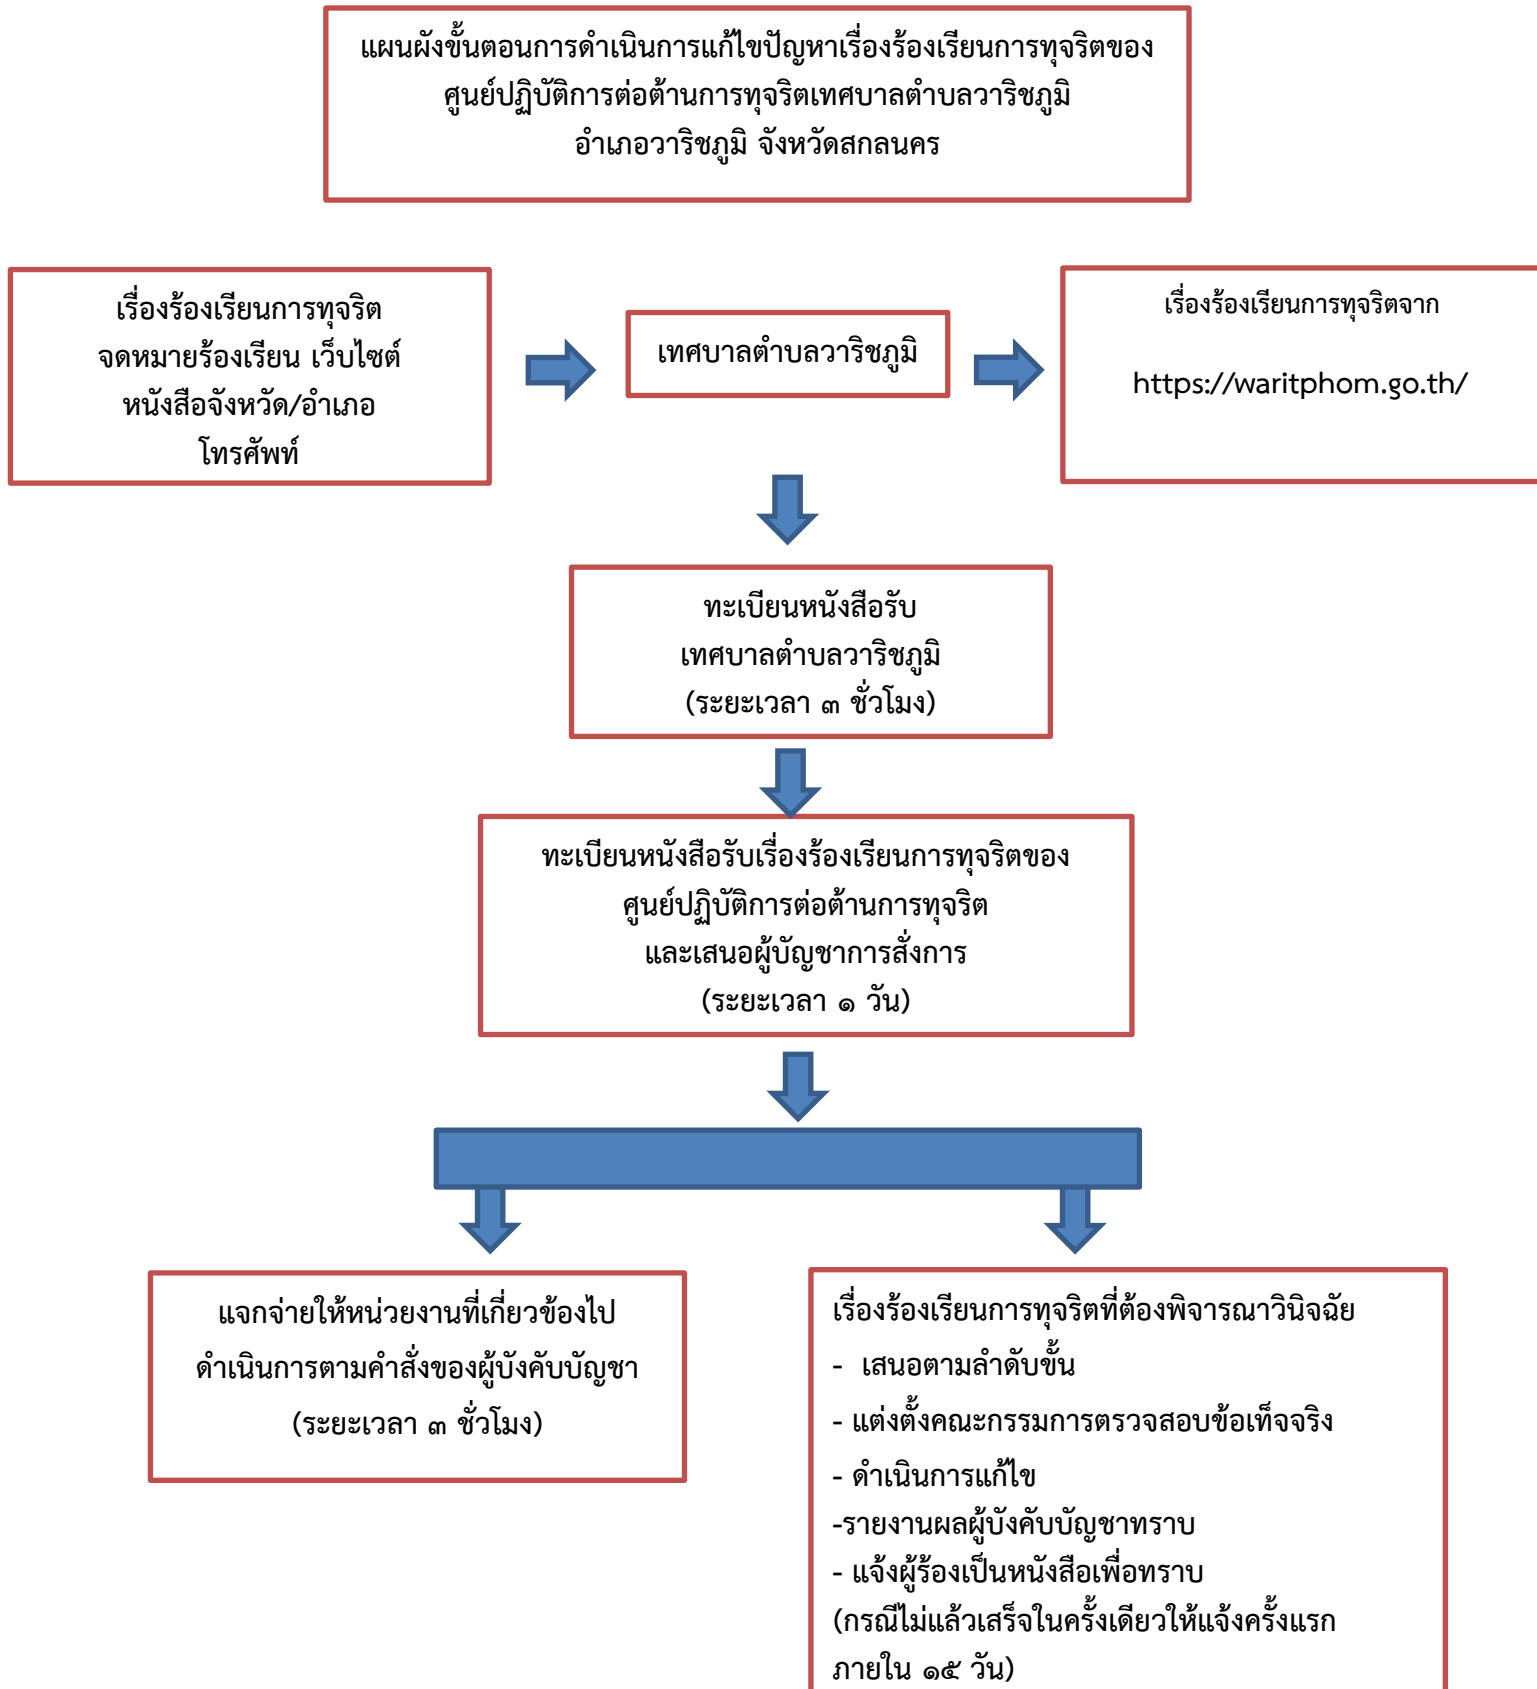 แผนผังขั้นตอนการดำเนินการแก้ไขปัญหาเรื่องร้องเรียนการทุจริตของ
ศูนย์ปฏิบัติการต่อต้านการทุจริตเทศบาลตำบลวาริชภูมิ
อำเภอวาริชภูมิ จังหวัดสกลนคร
เรื่องร้องเรียนการทุจริต
จดหมายร้องเรียน เว็บไซต์
หนังสือจังหวัด/อำเภอ
โทรศัพท์
เทศบาลตำบลวาริชภูมิ
เรื่องร้องเรียนการทุจริตจาก
https://waritphom.go.th/
ทะเบียนหนังสือรับ
เทศบาลตำบลวาริชภูมิ
(ระยะเวลา ๓ ชั่วโมง)
ทะเบียนหนังสือรับเรื่องร้องเรียนการทุจริตของ
ศูนย์ปฏิบัติการต่อต้านการทุจริต
และเสนอผู้บัญชาการสั่งการ
(ระยะเวลา ๑ วัน)
แจกจ่ายให้หน่วยงานที่เกี่ยวข้องไป
ดำเนินการตามคำสั่งของผู้บังคับบัญชา
(ระยะเวลา ๓ ชั่วโมง)
เรื่องร้องเรียนการทุจริตที่ต้องพิจารณาวินิจฉัย
- เสนอตามลำดับขั้น
- แต่งตั้งคณะกรรมการตรวจสอบข้อเท็จจริง
- ดำเนินการแก้ไข
-รายงานผลผู้บังคับบัญชาทราบ
- แจ้งผู้ร้องเป็นหนังสือเพื่อทราบ
(กรณีไม่แล้วเสร็จในครั้งเดียวให้แจ้งครั้งแรก
ภายใน ๑๕ วัน)